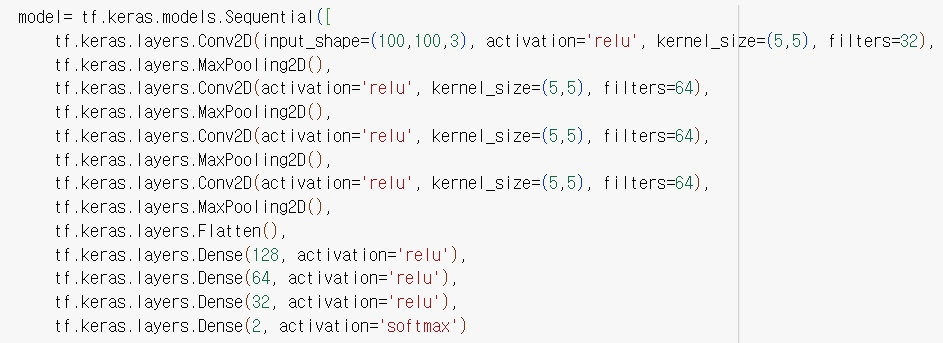 model= tf.keras.models.Sequential([
    tf.keras.layers.Conv2D(input_shape=(100,100,3), activation='relu', kernel_size=(5,5), filters=32),
    tf.keras.layers.MaxPooling2D(),
    tf.keras.layers.Conv2D(activation='relu', kernel_size=(5,5), filters=64),
    tf.keras.layers.MaxPooling2D(),
    tf.keras.layers.Conv2D(activation='relu', kernel_size=(5,5), filters=64),
    tf.keras.layers.MaxPooling2D(),
    tf.keras.layers.Conv2D(activation='relu', kernel_size=(5,5), filters=64),
    tf.keras.layers.MaxPooling2D(),
    tf.keras.layers.Flatten(),
    tf.keras.layers.Dense(128, activation='relu'),
    tf.keras.layers.Dense(64, activation='relu'),
    tf.keras.layers.Dense(32, activation='relu'),
    tf.keras.layers.Dense(2, activation='softmax')